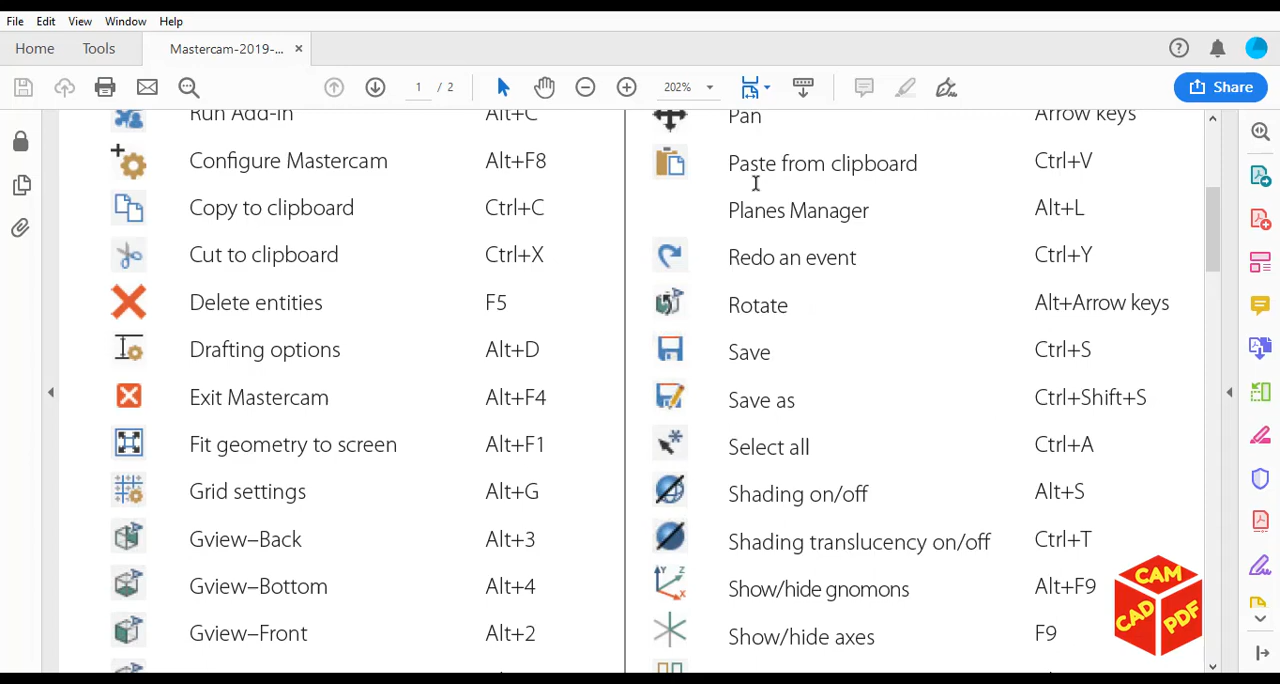 File Edit View Window Help
Home Tools Mastercam-2019-... ×
1 / 2 202% Share
Run Add-In Alt+C
Configure Mastercam Alt+F8
Copy to clipboard Ctrl+C
Cut to clipboard Ctrl+X
Delete entities F5
Drafting options Alt+D
Exit Mastercam Alt+F4
Fit geometry to screen Alt+F1
Grid settings Alt+G
Gview–Back Alt+3
Gview–Bottom Alt+4
Gview–Front Alt+2
Pan Arrow keys
Paste from clipboard Ctrl+V
Planes Manager Alt+L
Redo an event Ctrl+Y
Rotate Alt+Arrow keys
Save Ctrl+S
Save as Ctrl+Shift+S
Select all Ctrl+A
Shading on/off Alt+S
Shading translucency on/off Ctrl+T
Show/hide gnomons Alt+F9
Show/hide axes F9
CAM
CAD PDF